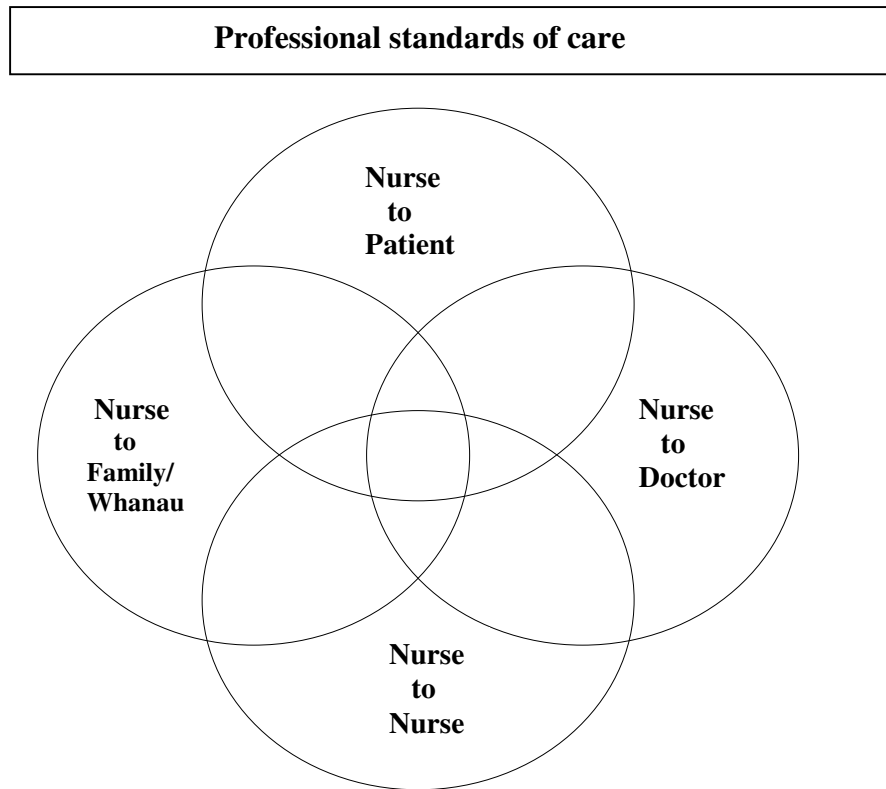 Professional standards of care
Nurse
to
Patient
Nurse
to
Family/
Whanau
Nurse
to
Doctor
Nurse
to
Nurse